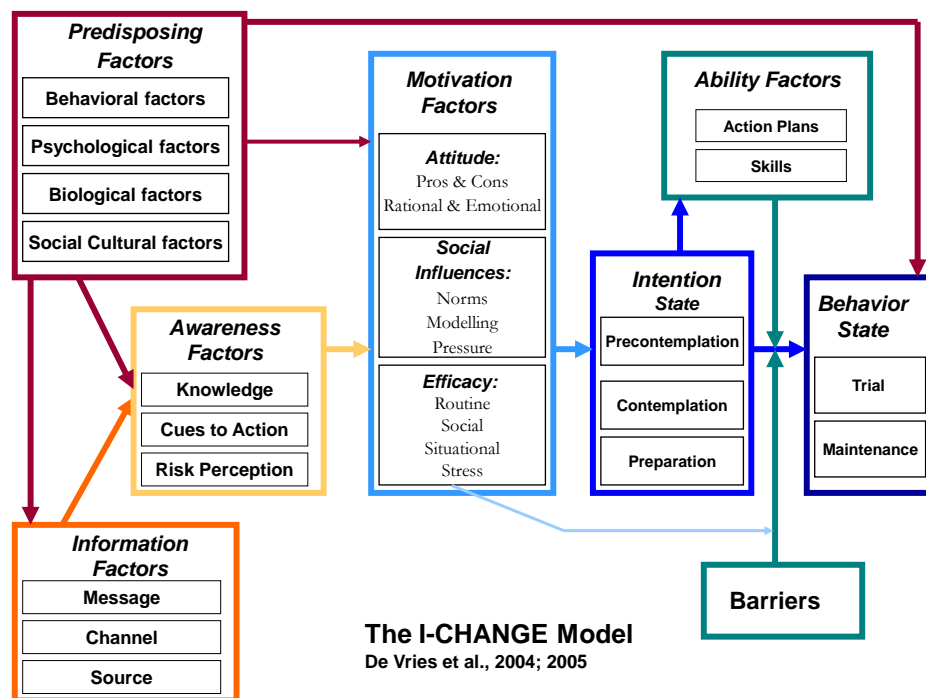 Predisposing
Factors
Behavioral factors
Psychological factors
Biological factors
Social Cultural factors
Awareness
Factors
Knowledge
Cues to Action
Risk Perception
Information
Factors
Message
Channel
Source
Motivation
Factors
Attitude:
Pros & Cons
Rational & Emotional
Social
Influences:
Norms
Modelling
Pressure
Efficacy:
Routine
Social
Situational
Stress
Intention
State
Precontemplation
Contemplation
Preparation
Ability Factors
Action Plans
Skills
Behavior
State
Trial
Maintenance
Barriers
The I-CHANGE Model
De Vries et al., 2004; 2005